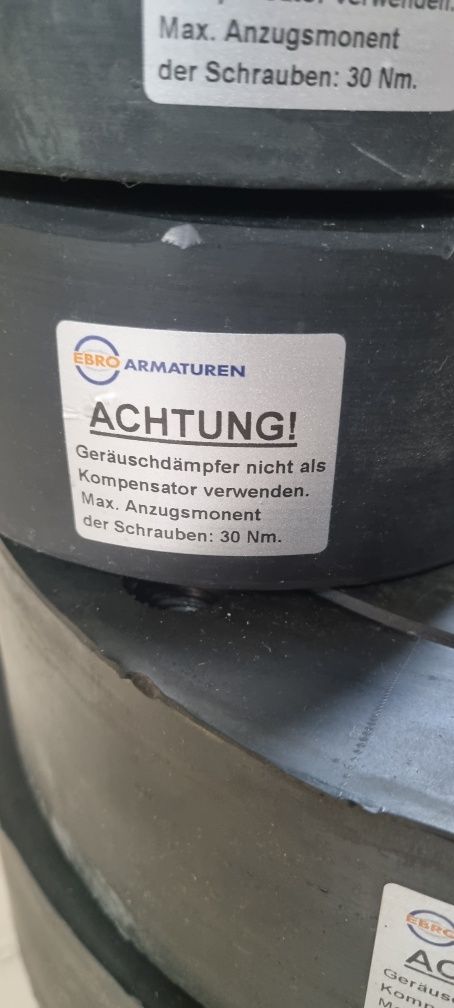 Max. Anzugsmonent
der Schrauben: 30 Nm.
EBRO ARMATUREN
ACHTUNG!
Geräuschdämpfer nicht als
Kompensator verwenden.
Max. Anzugsmonent
der Schrauben: 30 Nm.
EBRO